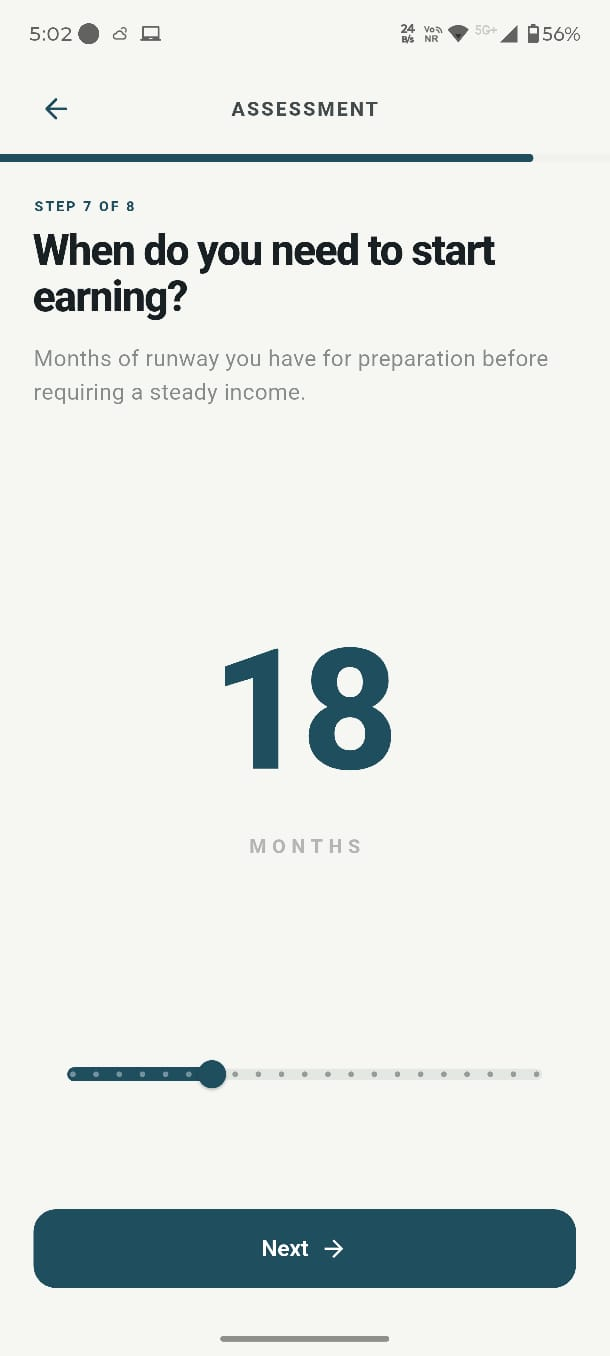 5:02
24 B/s
Vo NR
5G+
56%
ASSESSMENT
STEP 7 OF 8
When do you need to start
earning?
Months of runway you have for preparation before
requiring a steady income.
18
MONTHS
Next